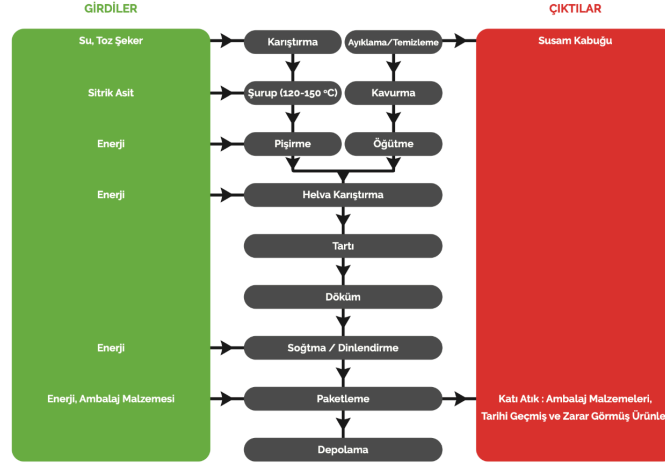 GİRDİLER
ÇIKTILAR
Su, Toz Şeker
Karıştırma
Ayıklama/Temizleme
Susam Kabuğu
Sitrik Asit
Şurup (120-150 °C)
Kavurma
Enerji
Pişirme
Öğütme
Enerji
Helva Karıştırma
Tartı
Döküm
Enerji
Soğtma / Dinlendirme
Enerji, Ambalaj Malzemesi
Paketleme
Katı Atık : Ambalaj Malzemeleri,
Tarihi Geçmiş ve Zarar Görmüş Ürünle
Depolama